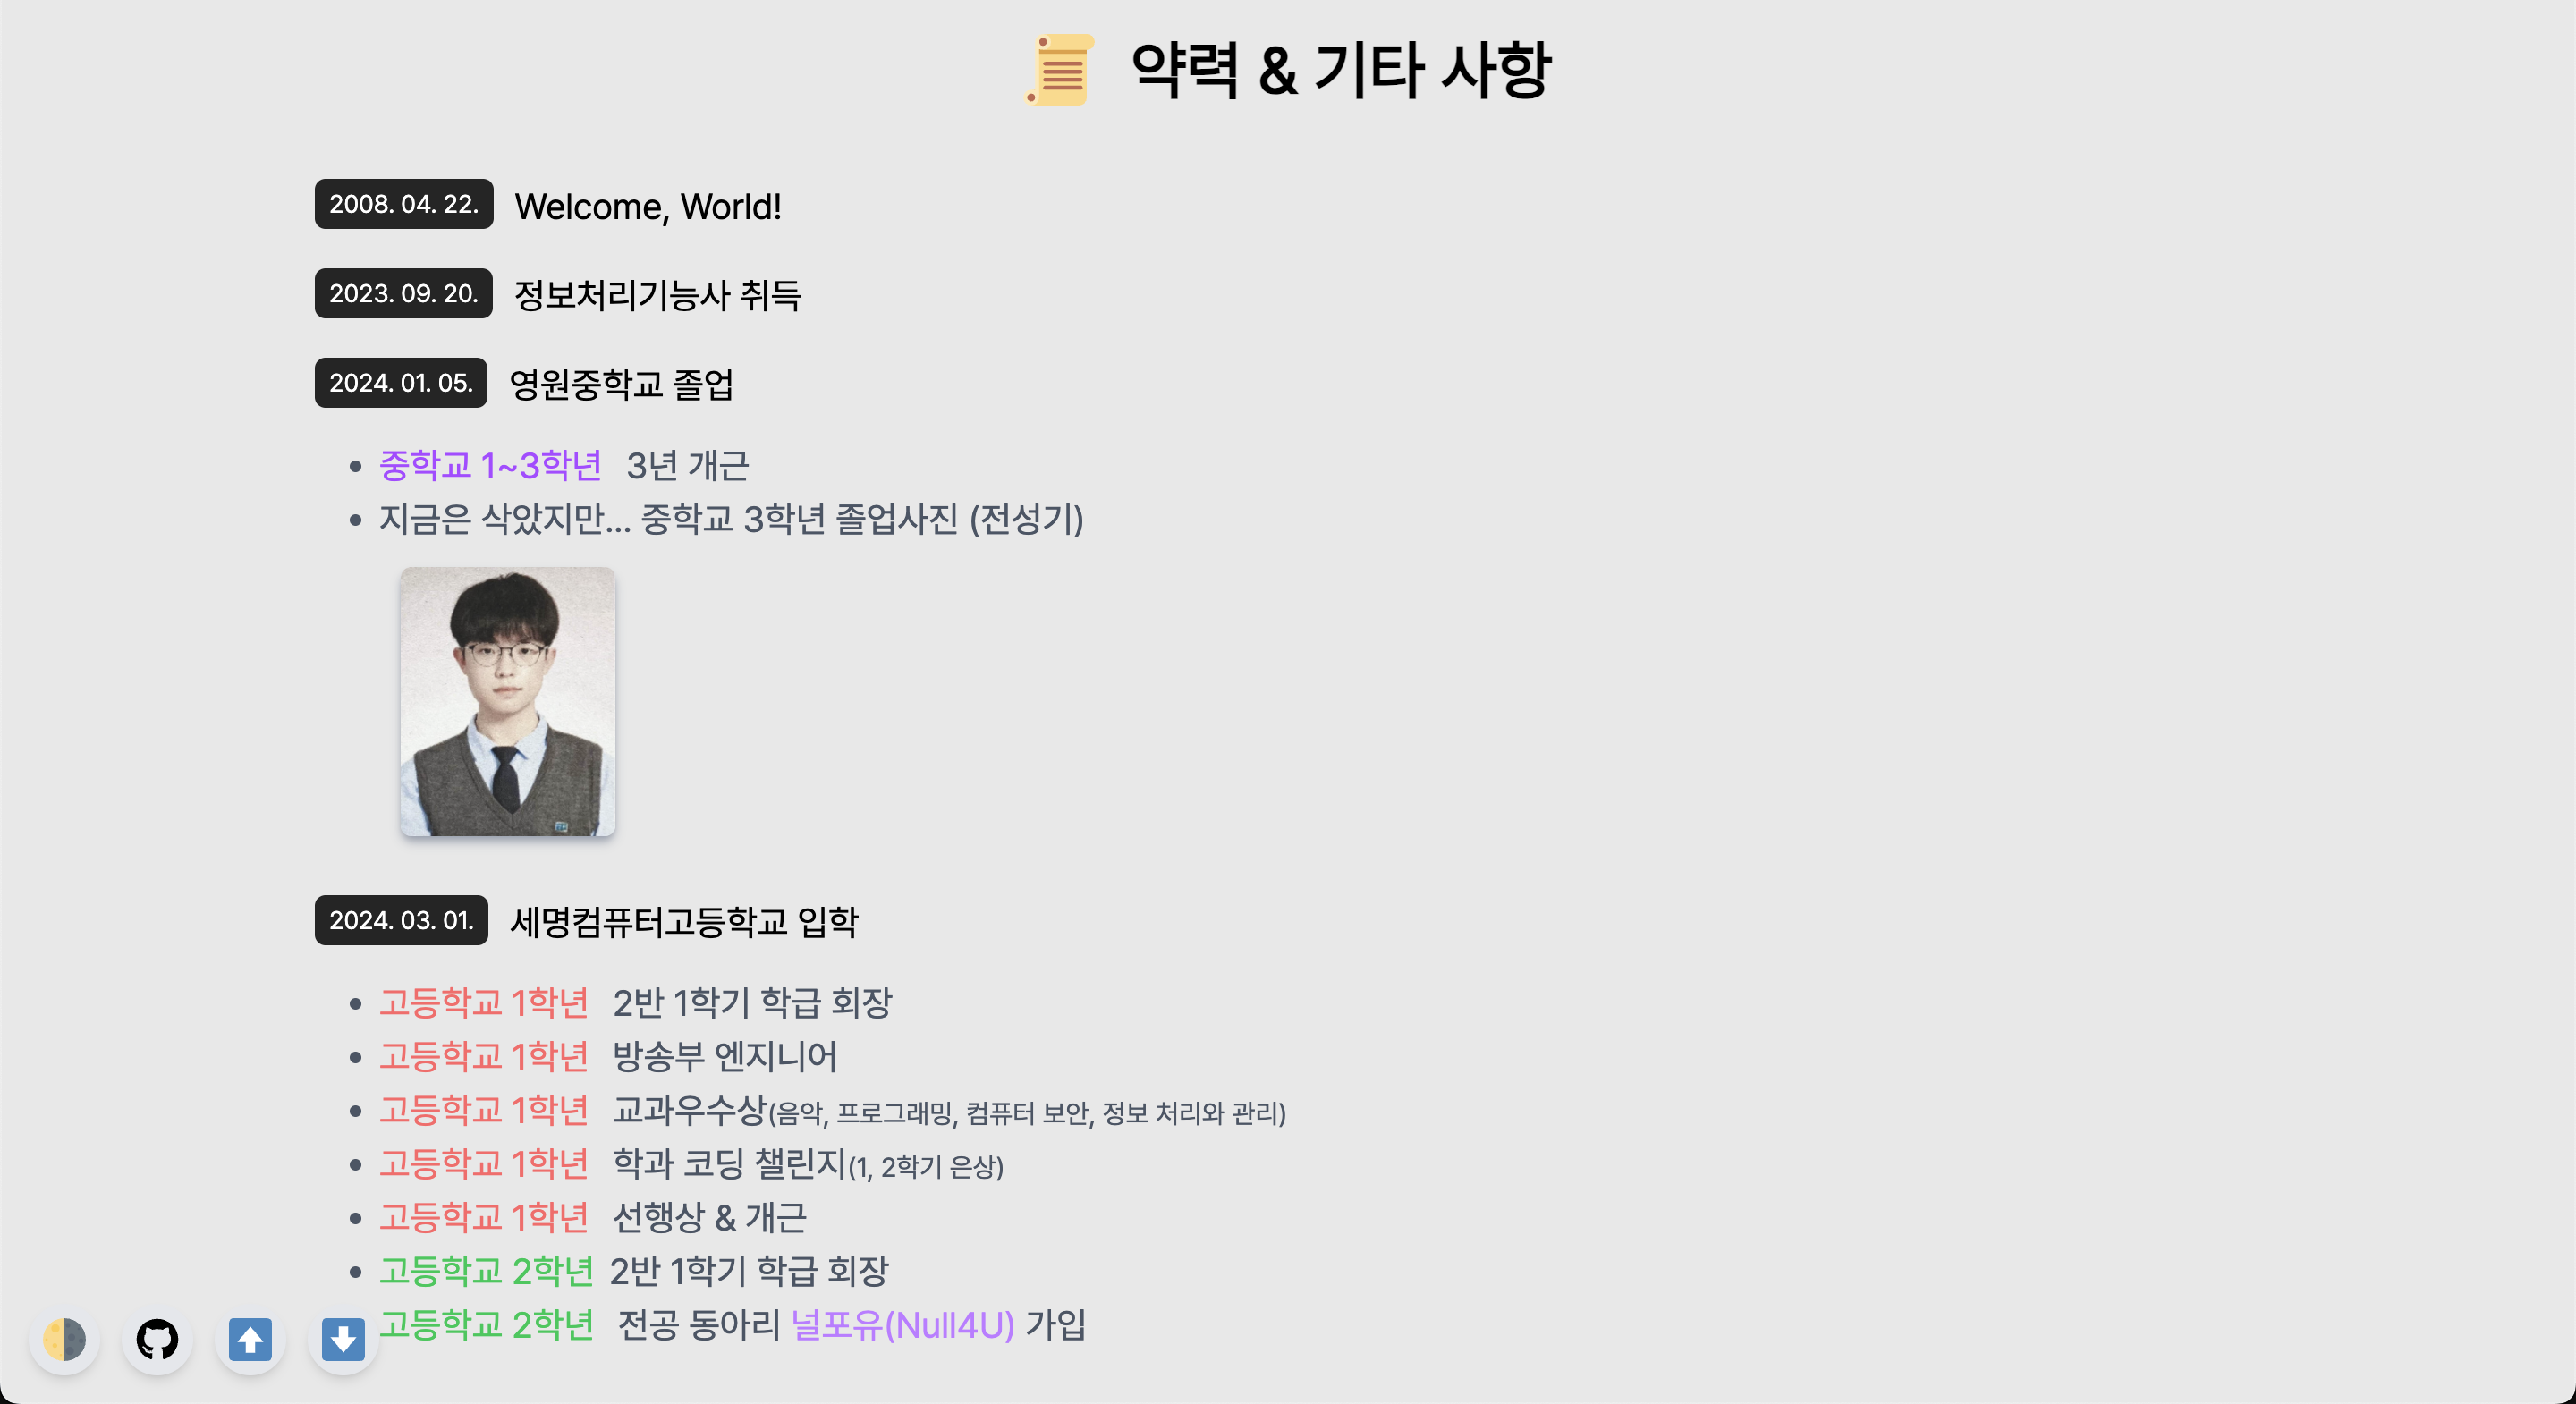 약력 & 기타 사항
2008. 04. 22. Welcome, World!
2023. 09. 20. 정보처리기능사 취득
2024. 01. 05. 영원중학교 졸업
중학교 1~3학년 3년 개근
지금은 삭았지만... 중학교 3학년 졸업사진 (전성기)
2024. 03. 01. 세명컴퓨터고등학교 입학
고등학교 1학년 2반 1학기 학급 회장
고등학교 1학년 방송부 엔지니어
고등학교 1학년 교과우수상(음악, 프로그래밍, 컴퓨터 보안, 정보 처리와 관리)
고등학교 1학년 학과 코딩 챌린지(1, 2학기 은상)
고등학교 1학년 선행상 & 개근
고등학교 2학년 2반 1학기 학급 회장
고등학교 2학년 전공 동아리 널포유(Null4U) 가입